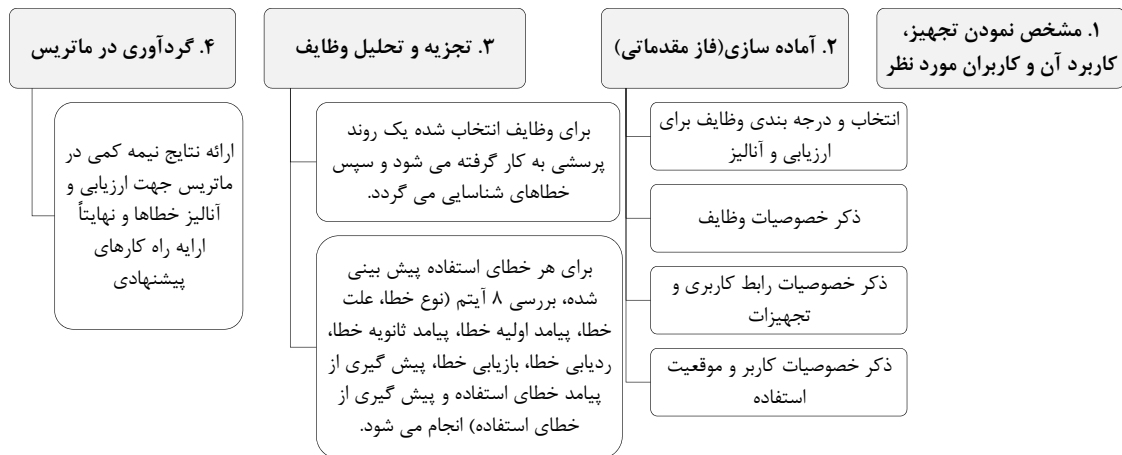 ۱. مشخص نمودن تجهیز،
کاربرد آن و کاربران مورد نظر
۲. آماده سازی(فاز مقدماتی)
انتخاب و درجه بندی وظایف برای
ارزیابی و آنالیز
ذکر خصوصیات وظایف
ذکر خصوصیات رابط کاربری و
تجهیزات
ذکر خصوصیات کاربر و موقعیت
استفاده
۳. تجزیه و تحلیل وظایف
برای وظایف انتخاب شده یک روند
پرسشی به کار گرفته می شود و سپس
خطاهای شناسایی می گردد.
برای هر خطای استفاده پیش بینی
شده، بررسی ۸ آیتم (نوع خطا، علت
خطا، پیامد اولیه خطا، پیامد ثانویه خطا،
ردیابی خطا، بازیابی خطا، پیش گیری از
پیامد خطای استفاده و پیش گیری از
خطای استفاده) انجام می شود.
۴. گردآوری در ماتریس
ارائه نتایج نیمه کمی در
ماتریس جهت ارزیابی و
آنالیز خطاها و نهایتاً
ارایه راه کارهای
پیشنهادی